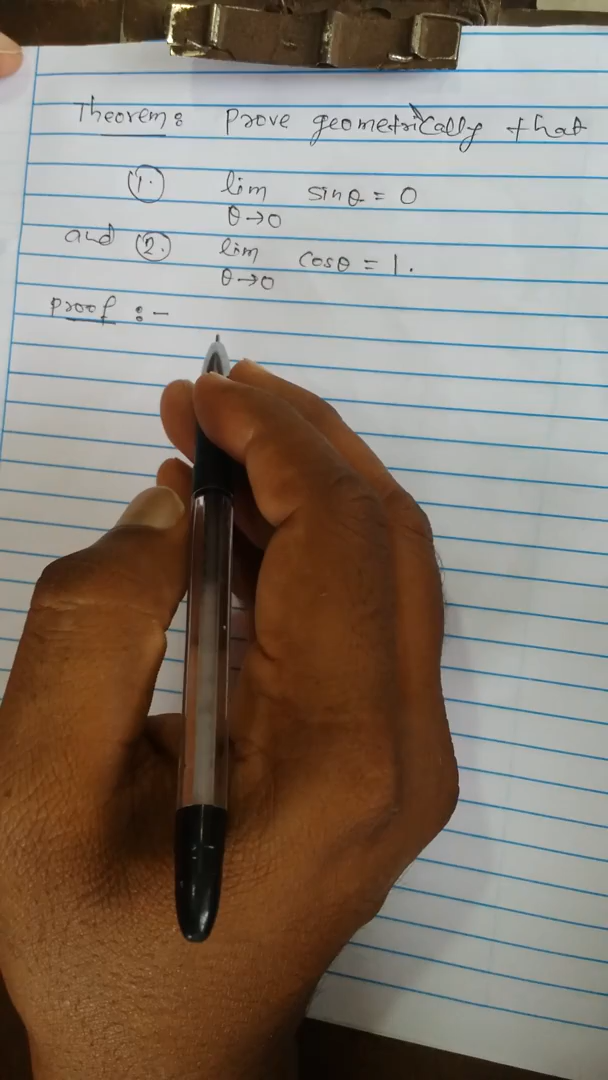 Theorem: Prove geometrically that
1. lim sinθ = 0
θ→0
and 2. lim cosθ = 1.
θ→0
Proof :-